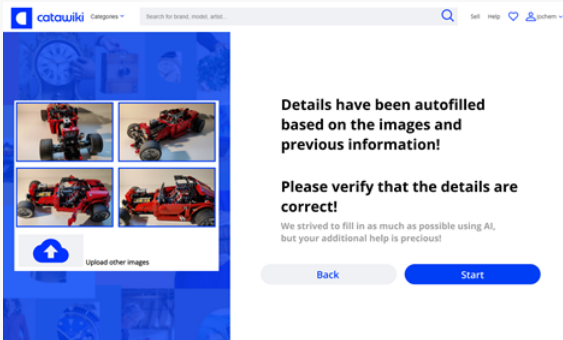 catawiki Categories Search for brand, model, artist... Sell Help Jochem
Details have been autofilled
based on the images and
previous information!
Please verify that the details are
correct!
We strived to fill in as much as possible using AI,
but your additional help is precious!
Upload other images
Back Start